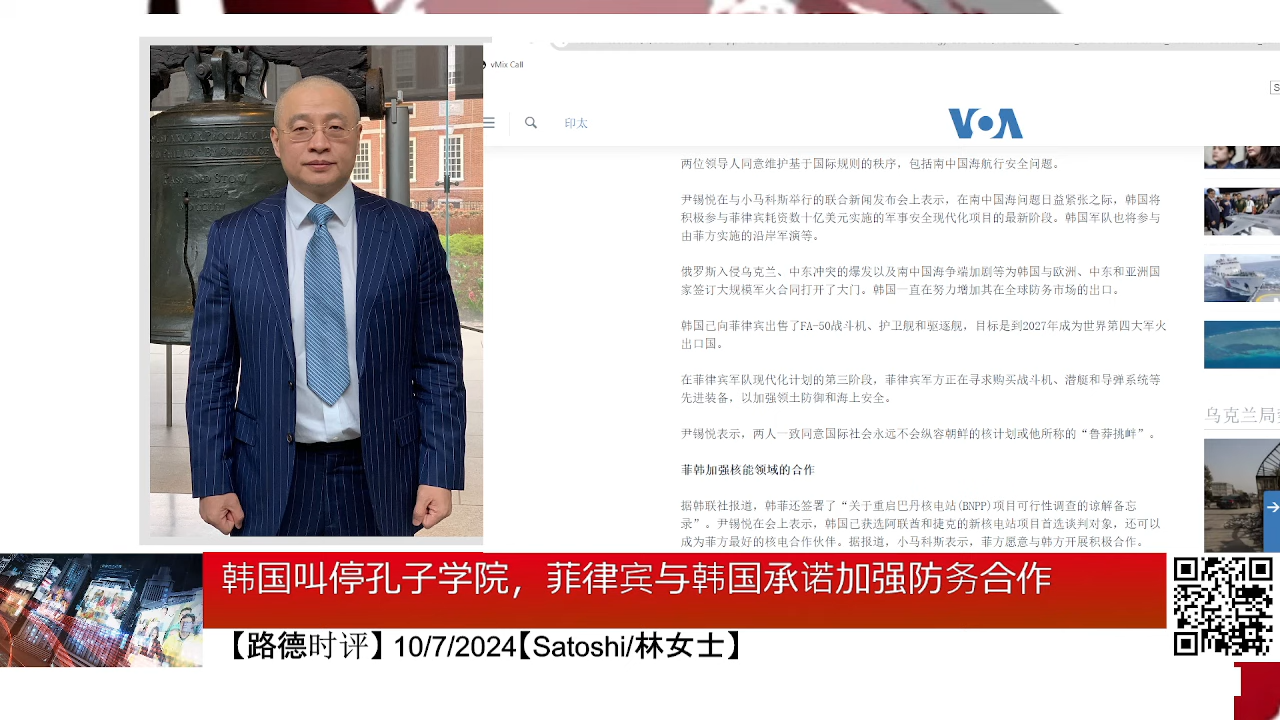 vMix Call
S
印太
VOA
两位领导人同意维护基于国际规则的秩序，包括南中国海航行安全问题。
尹锡悦在与小马科斯举行的联合新闻发布会上表示，在南中国海问题日益紧张之际，韩国将
积极参与菲律宾耗资数十亿美元实施的军事安全现代化项目的最新阶段。韩国军队也将参与
由菲方实施的沿岸军演等。
俄罗斯入侵乌克兰、中东冲突的爆发以及南中国海争端加剧等为韩国与欧洲、中东和亚洲国
家签订大规模军火合同打开了大门。韩国一直在努力增加其在全球防务市场的出口。
韩国已向菲律宾出售了FA-50战斗机、护卫舰和驱逐舰，目标是到2027年成为世界第四大军火
出口国。
在菲律宾军队现代化计划的第三阶段，菲律宾军方正在寻求购买战斗机、潜艇和导弹系统等
先进装备，以加强领土防御和海上安全。
尹锡悦表示，两人一致同意国际社会永远不会纵容朝鲜的核计划或他所称的“鲁莽挑衅”。
菲韩加强核能领域的合作
据韩联社报道，韩菲还签署了“关于重启巴丹核电站(BNPP)项目可行性调查的谅解备忘
录”。尹锡悦在会上表示，韩国已获选阿联酋和捷克的新核电站项目首选谈判对象，还可以
成为菲方最好的核电合作伙伴。据报道，小马科斯表示，菲方愿意与韩方开展积极合作。
乌克兰局
韩国叫停孔子学院，菲律宾与韩国承诺加强防务合作
【路德时评】10/7/2024【Satoshi/林女士】